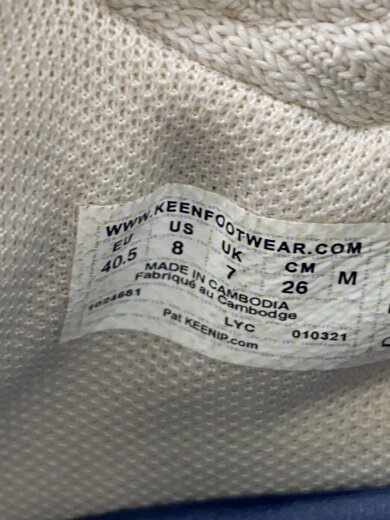 WWW.KEENFOOTWEAR.COM
EU US UK CM M
40.5 8 7 26
MADE IN CAMBODIA
Fabriqué au Cambodge
1024661 LYC 010321
Pat KEENIP.com